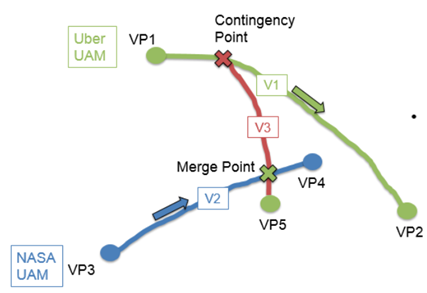 Contingency
Point
Uber
UAM
VP1
V1
V3
Merge Point
VP4
V2
VP5
VP2
NASA
UAM
VP3